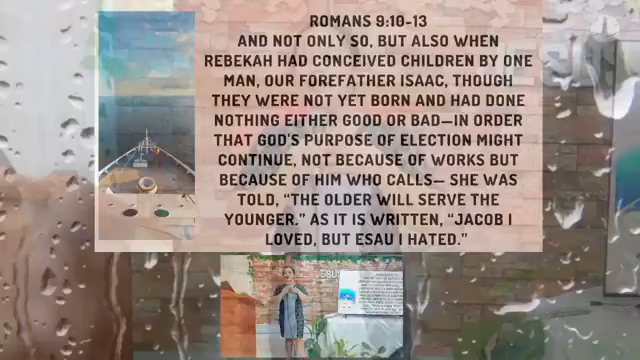 ROMANS 9:10-13
AND NOT ONLY SO, BUT ALSO WHEN
REBEKAH HAD CONCEIVED CHILDREN BY ONE
MAN, OUR FOREFATHER ISAAC, THOUGH
THEY WERE NOT YET BORN AND HAD DONE
NOTHING EITHER GOOD OR BAD—IN ORDER
THAT GOD'S PURPOSE OF ELECTION MIGHT
CONTINUE, NOT BECAUSE OF WORKS BUT
BECAUSE OF HIM WHO CALLS— SHE WAS
TOLD, “THE OLDER WILL SERVE THE
YOUNGER.” AS IT IS WRITTEN, “JACOB I
LOVED, BUT ESAU I HATED.”